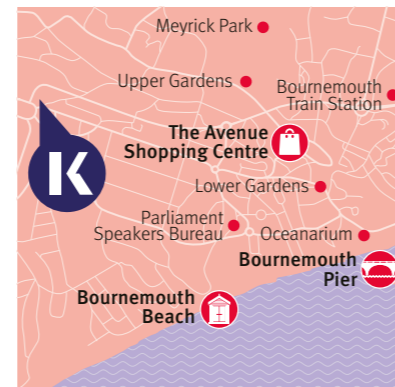 Meyrick Park
Upper Gardens
Bournemouth
Train Station
The Avenue
Shopping Centre
K
Lower Gardens
Parliament
Speakers Bureau
Oceanarium
Bournemouth
Pier
Bournemouth
Beach